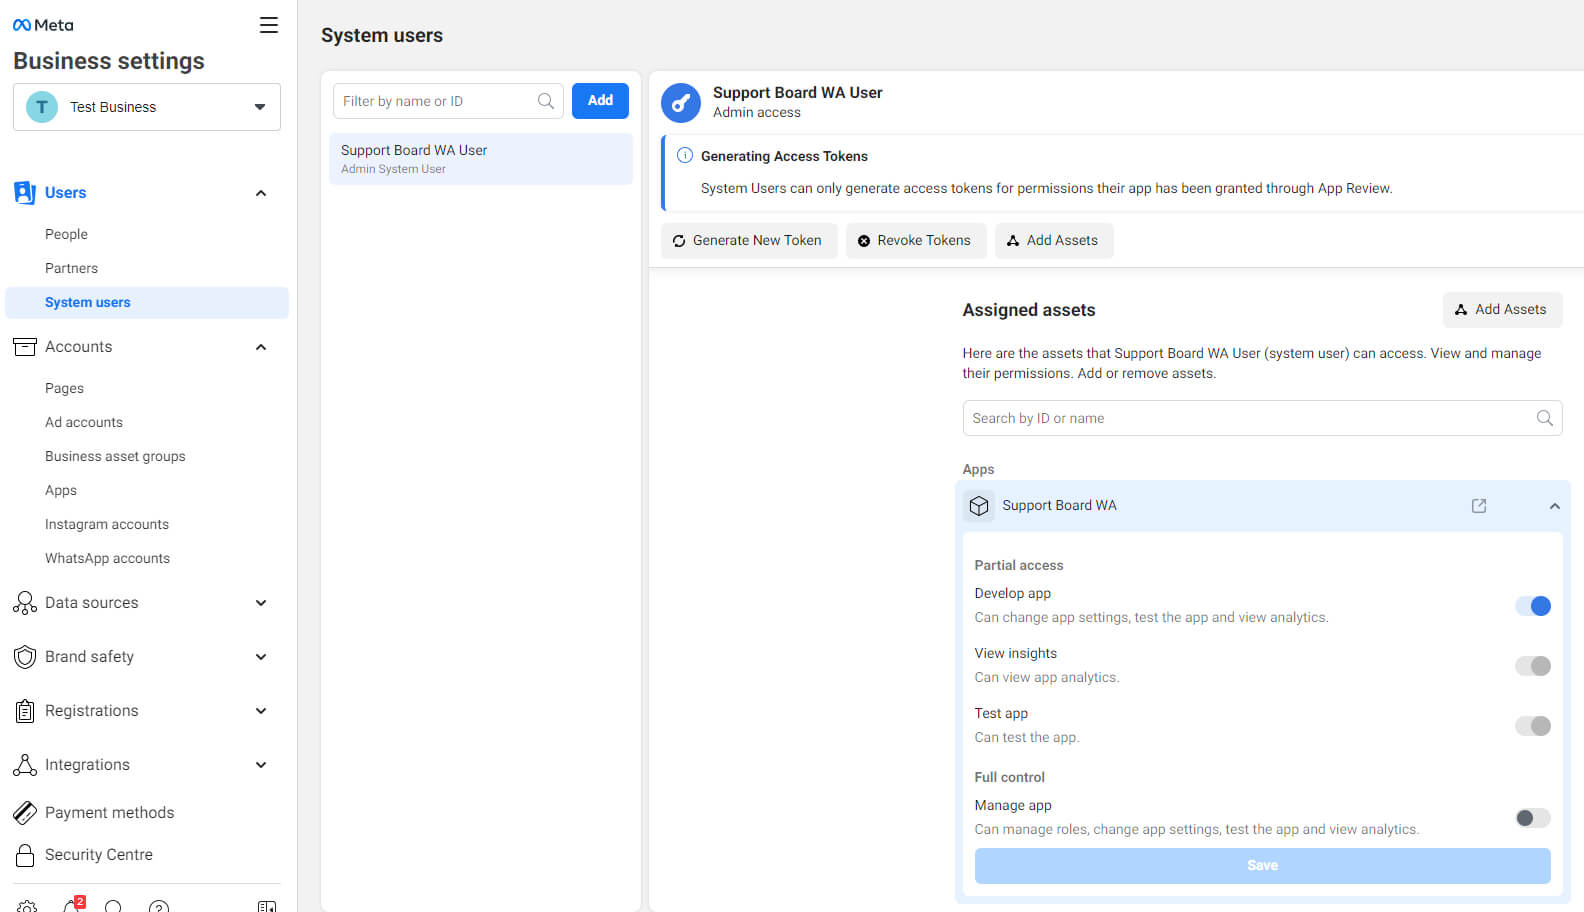 Meta
Business settings
T Test Business
Users
People
Partners
System users
Accounts
Pages
Ad accounts
Business asset groups
Apps
Instagram accounts
WhatsApp accounts
Data sources
Brand safety
Registrations
Integrations
Payment methods
Security Centre
2
?
System users
Filter by name or ID
Add
Support Board WA User
Admin System User
Support Board WA User
Admin access
Generating Access Tokens
System Users can only generate access tokens for permissions their app has been granted through App Review.
Generate New Token Revoke Tokens Add Assets
Assigned assets
Add Assets
Here are the assets that Support Board WA User (system user) can access. View and manage
their permissions. Add or remove assets.
Search by ID or name
Apps
Support Board WA
Partial access
Develop app
Can change app settings, test the app and view analytics.
View insights
Can view app analytics.
Test app
Can test the app.
Full control
Manage app
Can manage roles, change app settings, test the app and view analytics.
Save